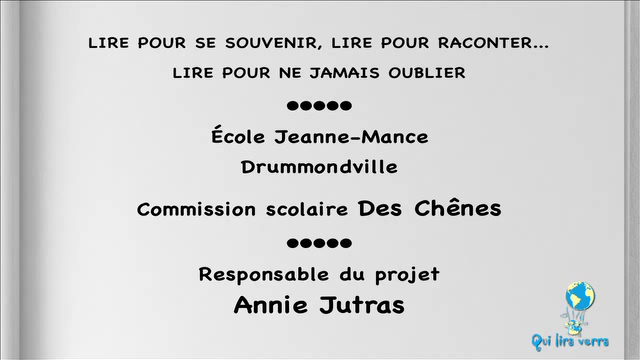 LIRE POUR SE SOUVENIR, LIRE POUR RACONTER...
LIRE POUR NE JAMAIS OUBLIER
●●●●●
École Jeanne-Mance
Drummondville
Commission scolaire Des Chênes
●●●●●
Responsable du projet
Annie Jutras
Qui lira verra